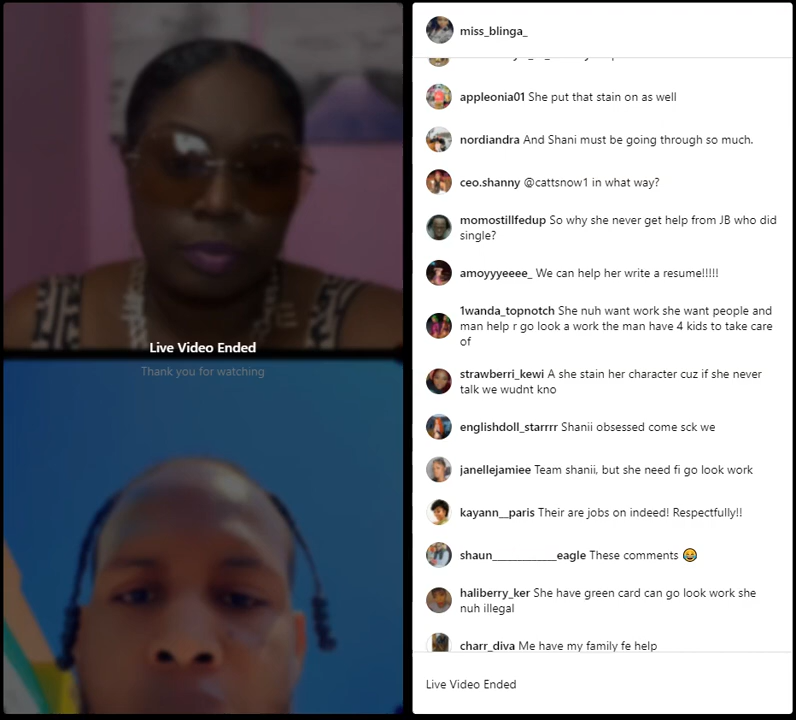 Live Video Ended
Thank you for watching
miss_blinga_
appleonia01 She put that stain on as well
nordiandra And Shani must be going through so much.
ceo.shanny @cattsnow1 in what way?
momostillfedup So why she never get help from JB who did
single?
amoyyyeeee_ We can help her write a resume!!!!!
1wanda_topnotch She nuh want work she want people and
man help r go look a work the man have 4 kids to take care
of
strawberri_kewi A she stain her character cuz if she never
talk we wudnt kno
englishdoll_starrrr Shanii obsessed come sck we
janellejamiee Team shanii, but she need fi go look work
kayann__paris Their are jobs on indeed! Respectfully!!
These comments 😂
haliberry_ker She have green card can go look work she
nuh illegal
charr_diva Me have my family fe help
Live Video Ended